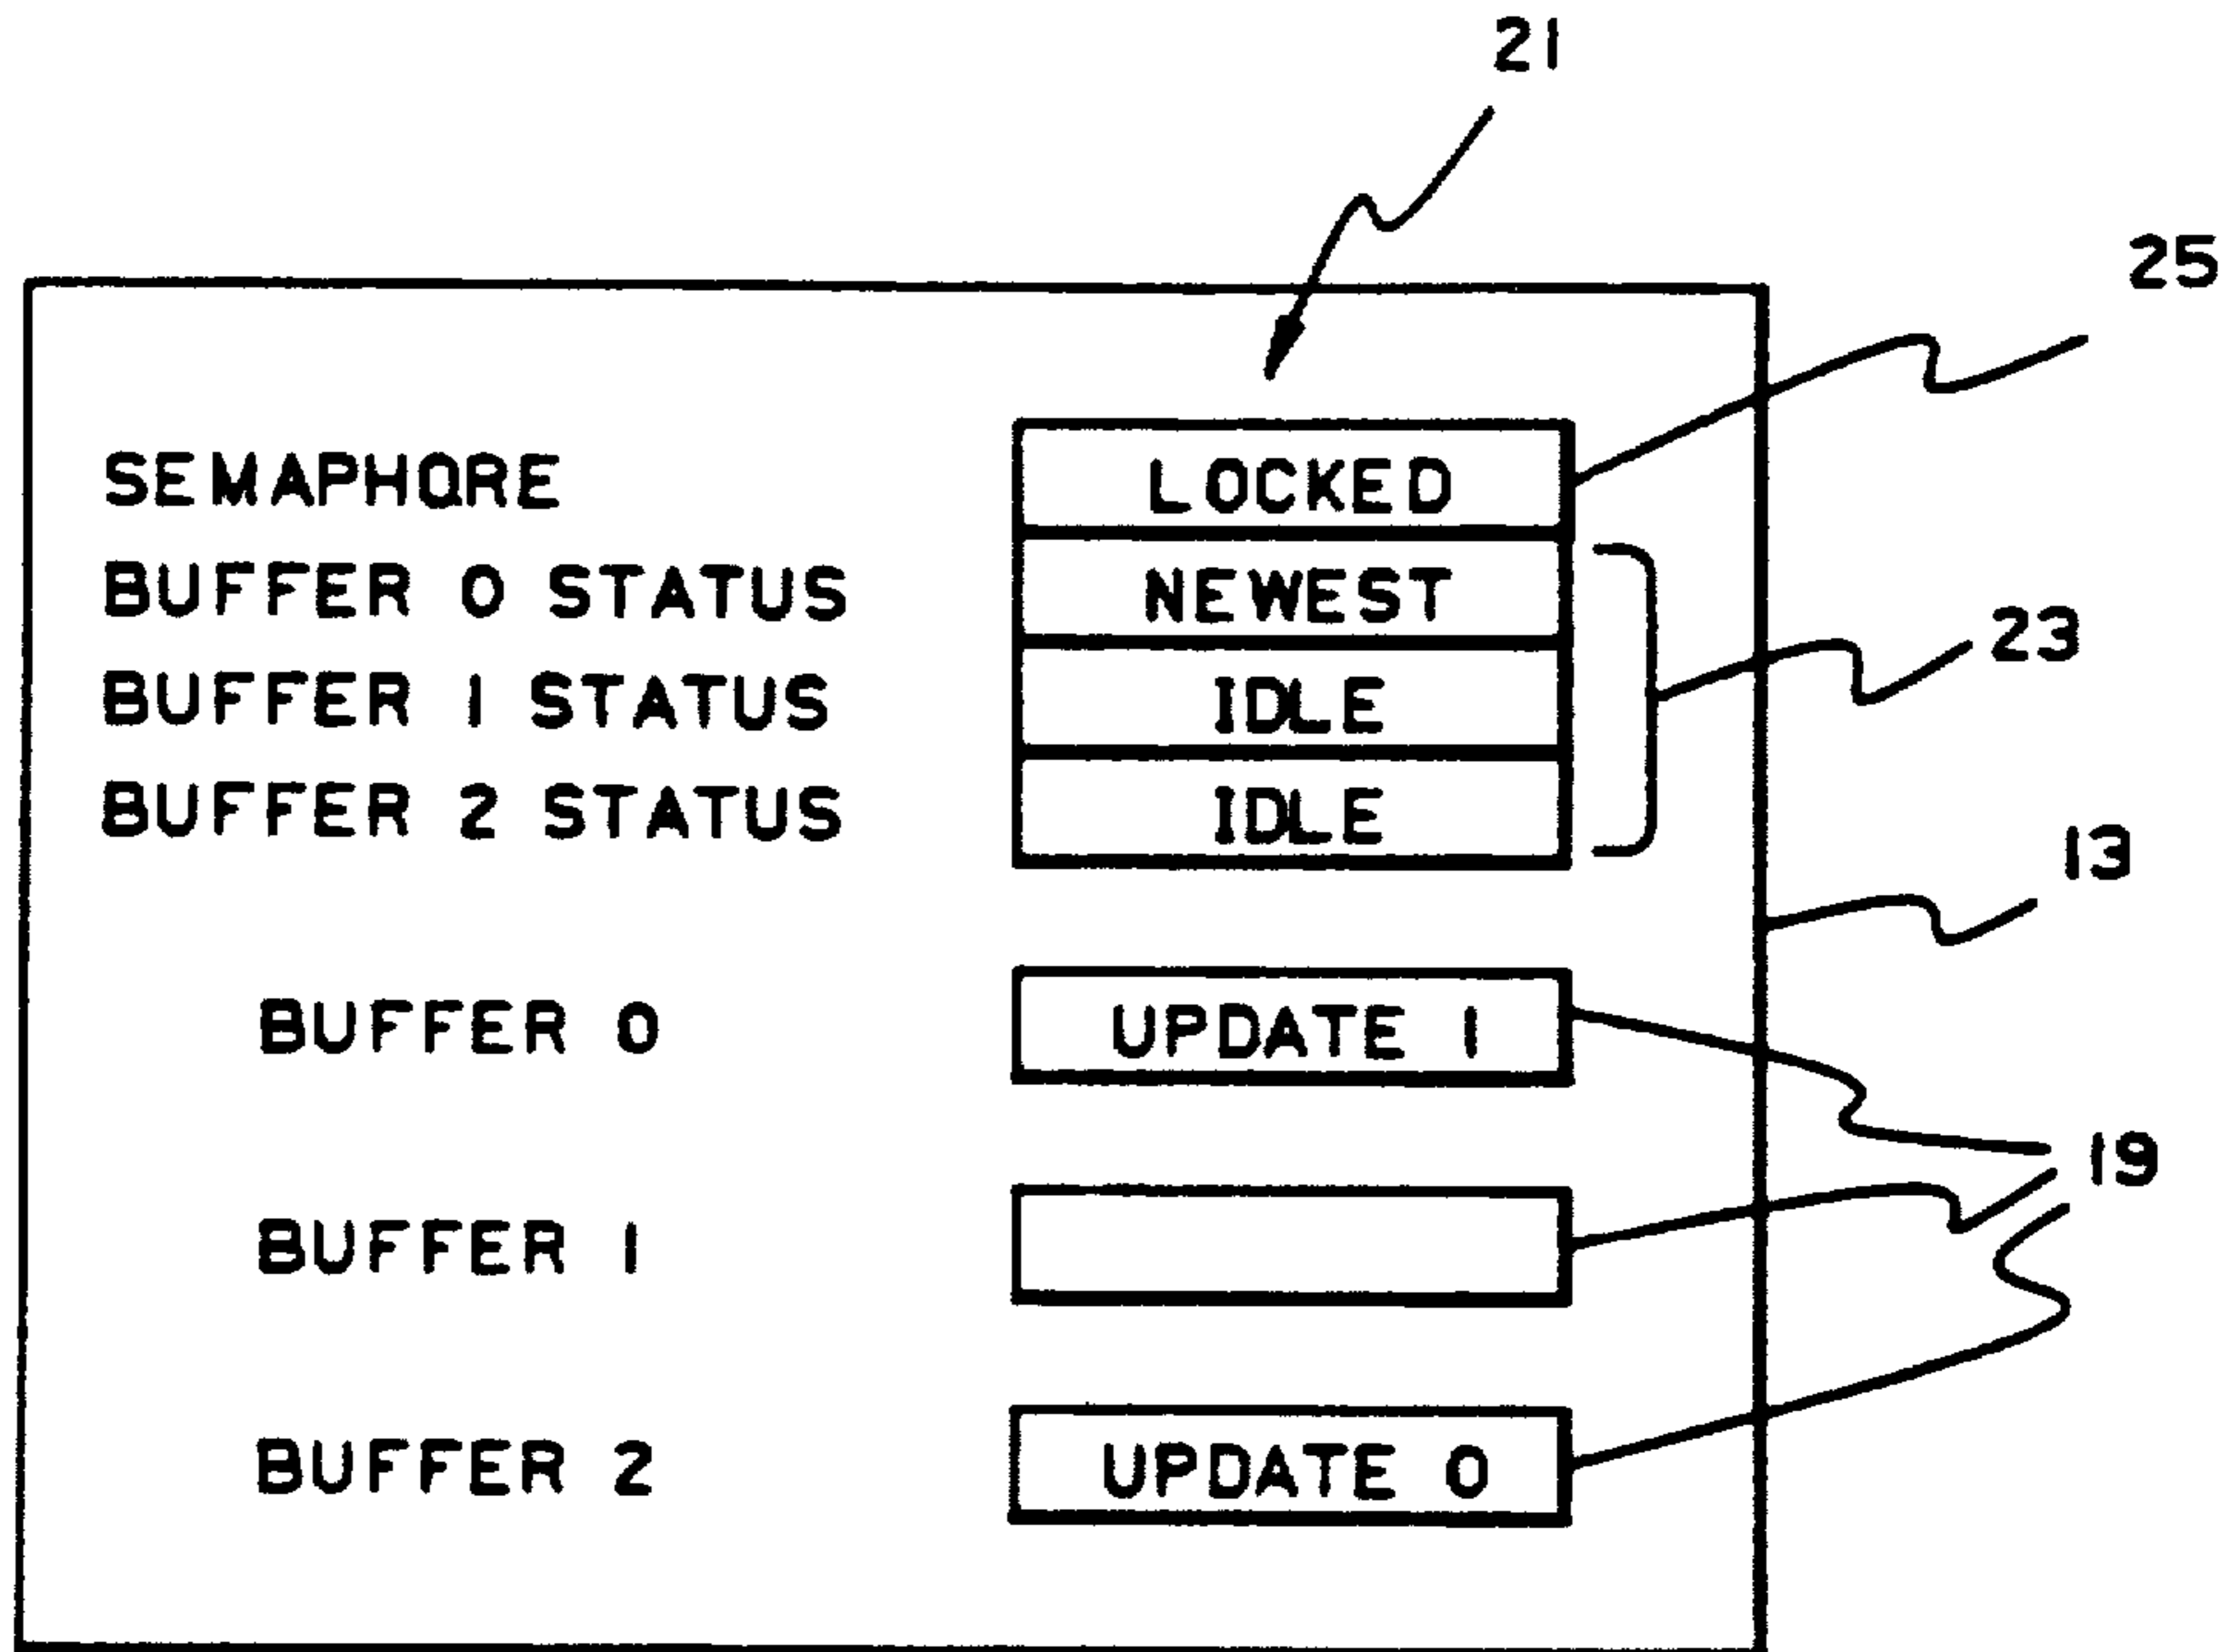 21
25
SEMAPHORE LOCKED
BUFFER 0 STATUS NEWEST
23
BUFFER 1 STATUS IDLE
BUFFER 2 STATUS IDLE
13
BUFFER 0 UPDATE 1
19
BUFFER 1
BUFFER 2 UPDATE 0